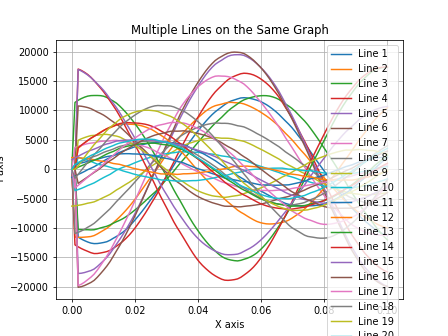 Multiple Lines on the Same Graph
20000
15000
10000
5000
0
−5000
−10000
−15000
−20000
0.00
0.02
0.04
0.06
X axis
Line 1
Line 2
Line 3
Line 4
Line 5
Line 6
Line 7
Line 8
Line 9
Line 10
Line 11
Line 12
Line 13
Line 14
Line 15
Line 16
Line 17
Line 18
Line 19
Line 20